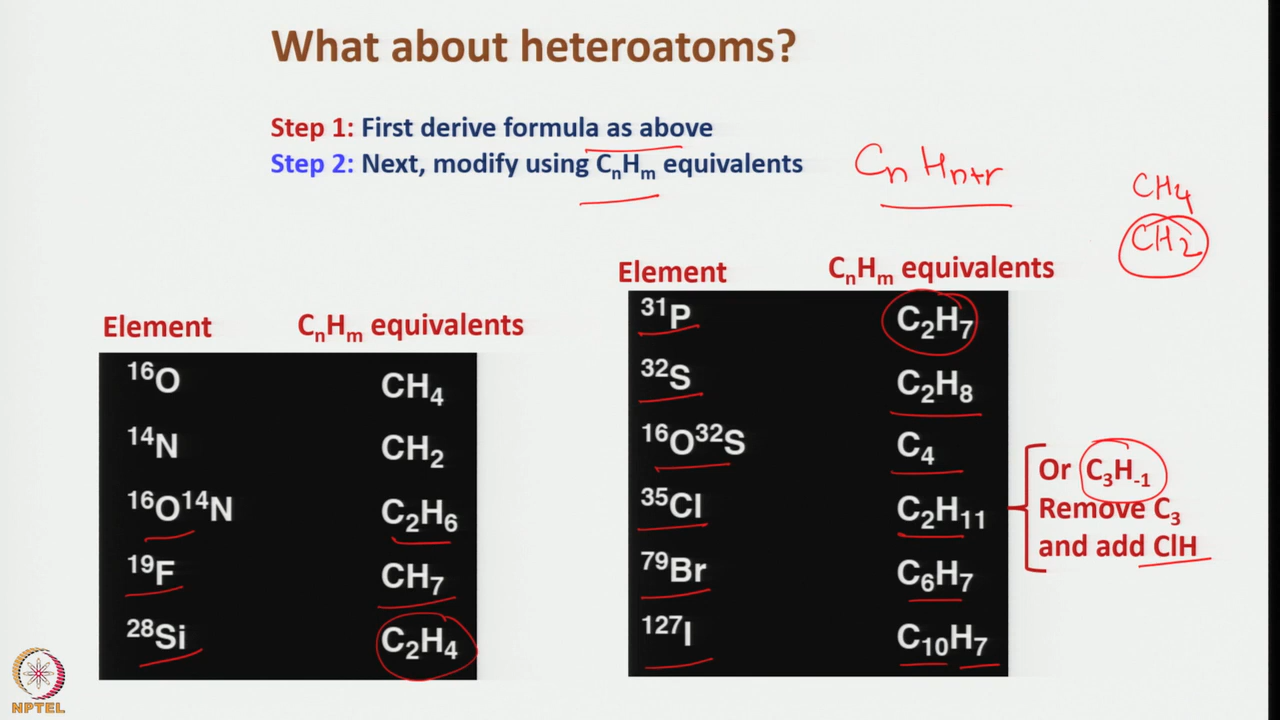 What about heteroatoms?
Step 1: First derive formula as above
Step 2: Next, modify using CₙHₘ equivalents
Cₙ Hₙ₊ᵣ
CH₄
CH₂
Element CₙHₘ equivalents
¹⁶O CH₄
¹⁴N CH₂
¹⁶O¹⁴N C₂H₆
¹⁹F CH₇
²⁸Si C₂H₄
Element CₙHₘ equivalents
³¹P C₂H₇
³²S C₂H₈
¹⁶O³²S C₄
³⁵Cl C₂H₁₁
⁷⁹Br C₆H₇
¹²⁷I C₁₀H₇
Or C₃H₋₁
Remove C₃
and add ClH
NPTEL